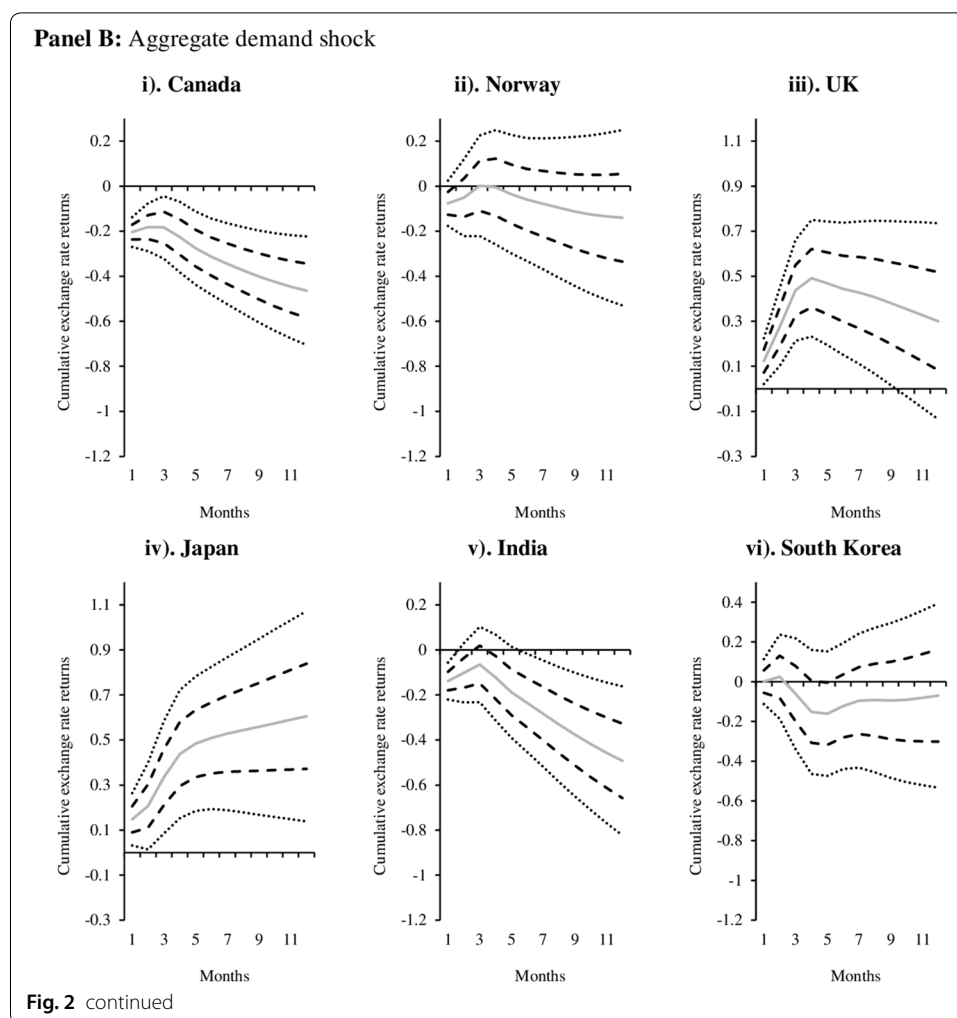 Panel B: Aggregate demand shock
i). Canada
ii). Norway
iii). UK
Cumulative exchange rate returns
0.2
0
-0.2
-0.4
-0.6
-0.8
-1
-1.2
1 3 5 7 9 11
Months
Cumulative exchange rate returns
0.2
0
-0.2
-0.4
-0.6
-0.8
-1
-1.2
1 3 5 7 9 11
Months
Cumulative exchange rate returns
1.1
0.9
0.7
0.5
0.3
0.1
-0.1
-0.3
1 3 5 7 9 11
Months
iv). Japan
v). India
vi). South Korea
Cumulative exchange rate returns
1.1
0.9
0.7
0.5
0.3
0.1
-0.1
-0.3
1 3 5 7 9 11
Months
Cumulative exchange rate returns
0.2
0
-0.2
-0.4
-0.6
-0.8
-1
-1.2
1 3 5 7 9 11
Months
Cumulative exchange rate returns
0.4
0.2
0
-0.2
-0.4
-0.6
-0.8
-1
-1.2
1 3 5 7 9 11
Months
Fig. 2 continued